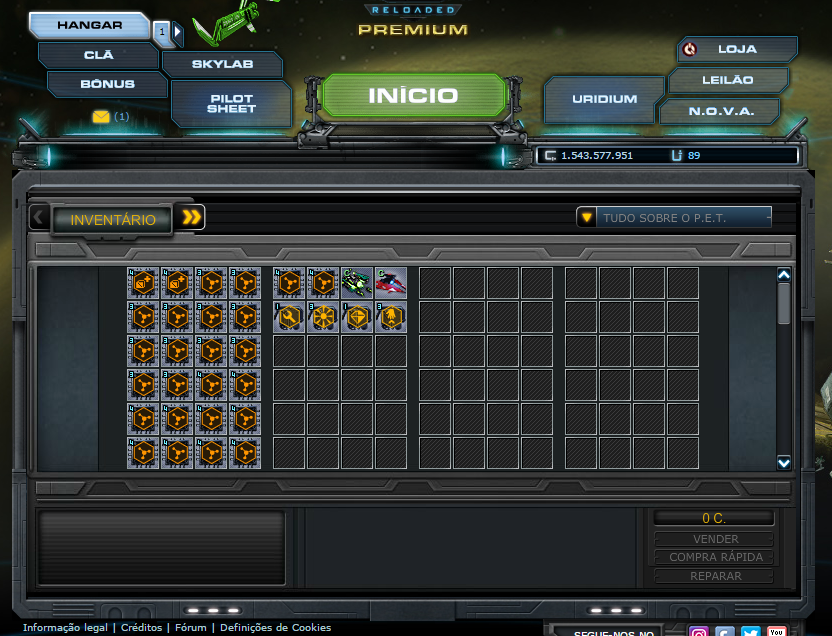 RELOADED
PREMIUM
HANGAR
1
CLÃ
BÔNUS
(1)
SKYLAB
PILOT
SHEET
INÍCIO
URIDIUM
LOJA
LEILÃO
N.O.V.A.
1.543.577.951
89
INVENTÁRIO
TUDO SOBRE O P.E.T.
0 C.
VENDER
COMPRA RÁPIDA
REPARAR
Informação legal | Créditos | Fórum | Definições de Cookies
SEGUE-NOS NO
You